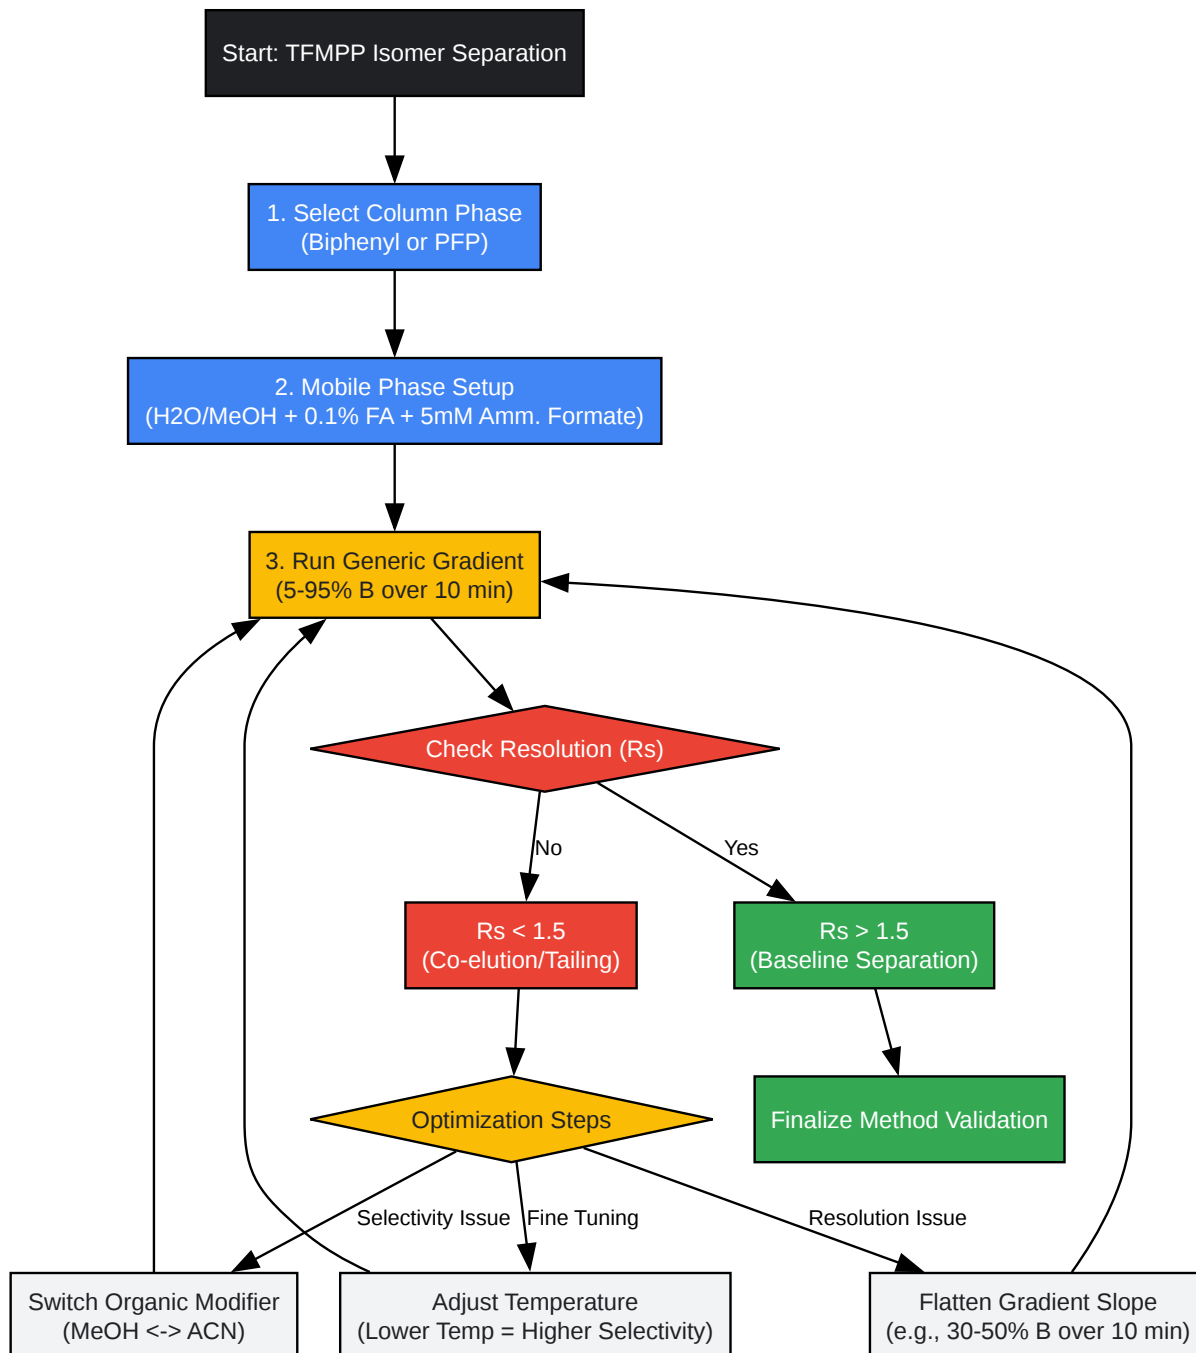 Start: TFMPP Isomer Separation
1. Select Column Phase
(Biphenyl or PFP)
2. Mobile Phase Setup
(H2O/MeOH + 0.1% FA + 5mM Amm. Formate)
3. Run Generic Gradient
(5-95% B over 10 min)
Check Resolution (Rs)
No
Yes
Rs < 1.5
(Co-elution/Tailing)
Rs > 1.5
(Baseline Separation)
Optimization Steps
Finalize Method Validation
Selectivity Issue
Fine Tuning
Resolution Issue
Switch Organic Modifier
(MeOH <-> ACN)
Adjust Temperature
(Lower Temp = Higher Selectivity)
Flatten Gradient Slope
(e.g., 30-50% B over 10 min)